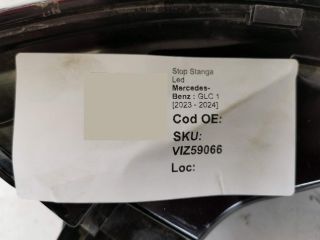 Stop Stanga
Led
Mercedes-
Benz : GLC 1
[2023 - 2024]
Cod OE:
SKU:
VIZ59066
Loc: